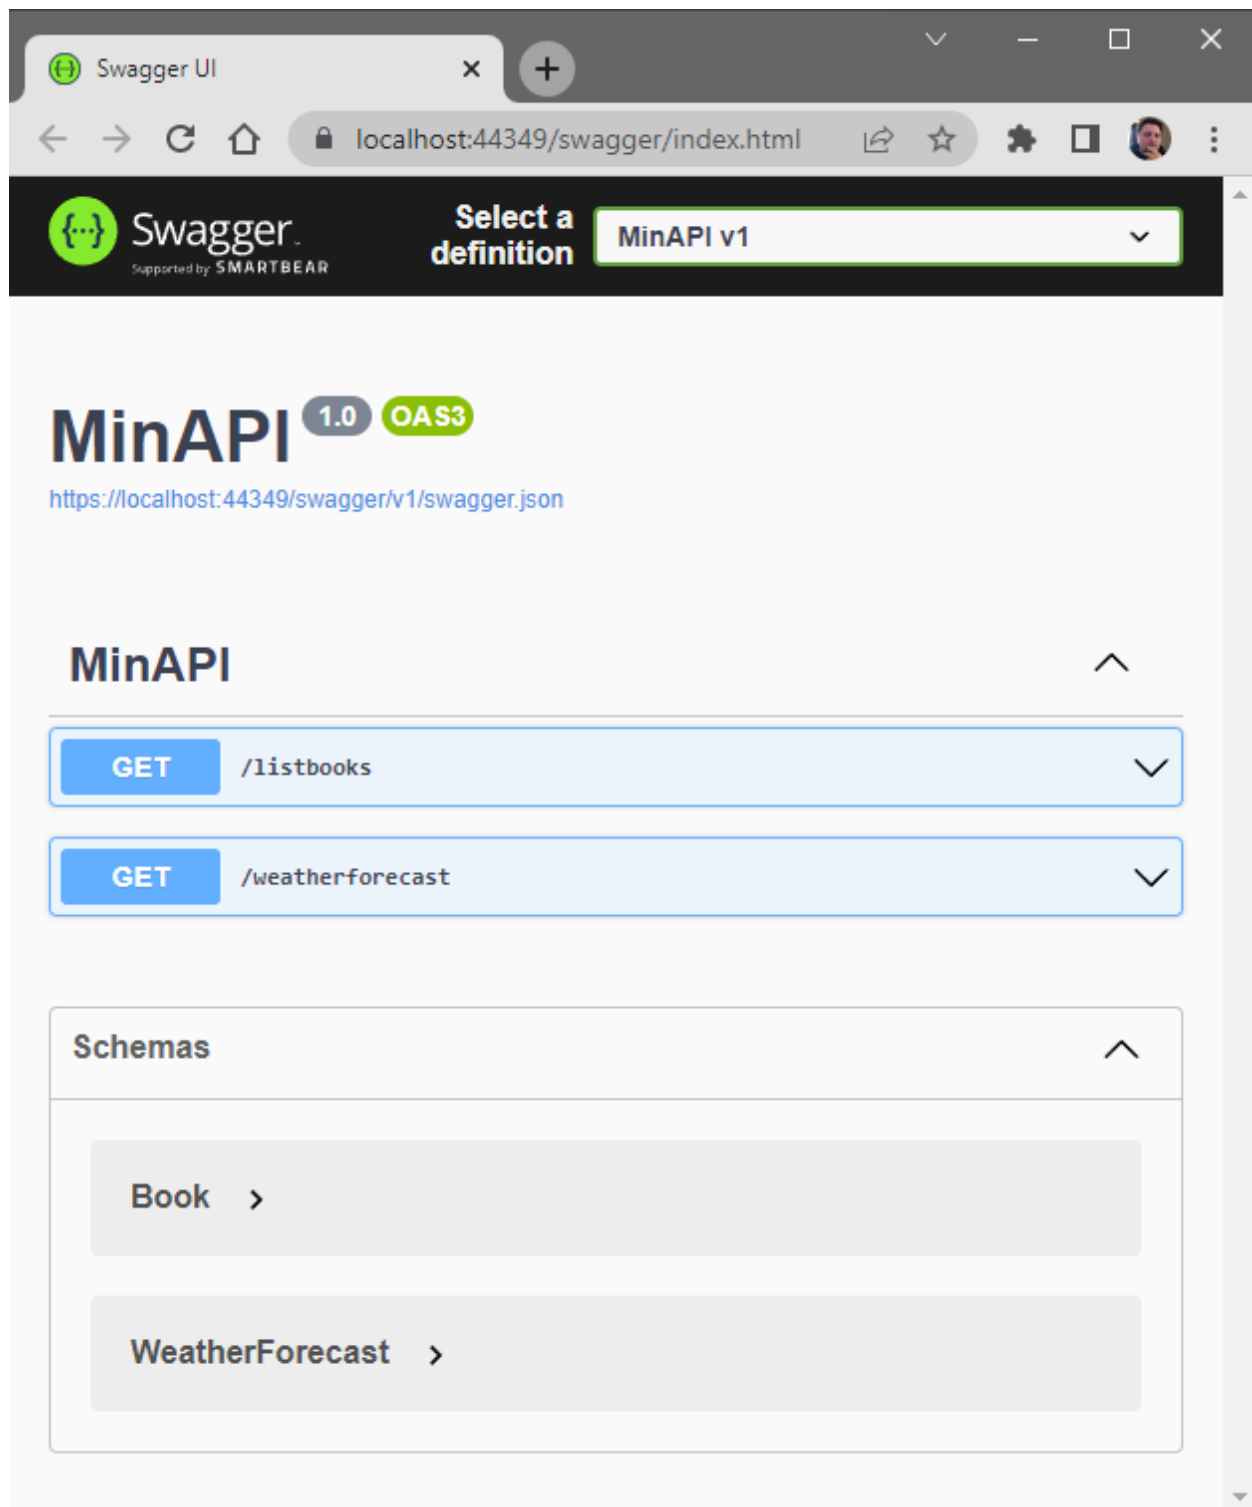 Swagger UI
localhost:44349/swagger/index.html
Swagger.
Supported by SMARTBEAR
Select a
definition
MinAPI v1
MinAPI 1.0 OAS3
https://localhost:44349/swagger/v1/swagger.json
MinAPI
GET /listbooks
GET /weatherforecast
Schemas
Book
WeatherForecast